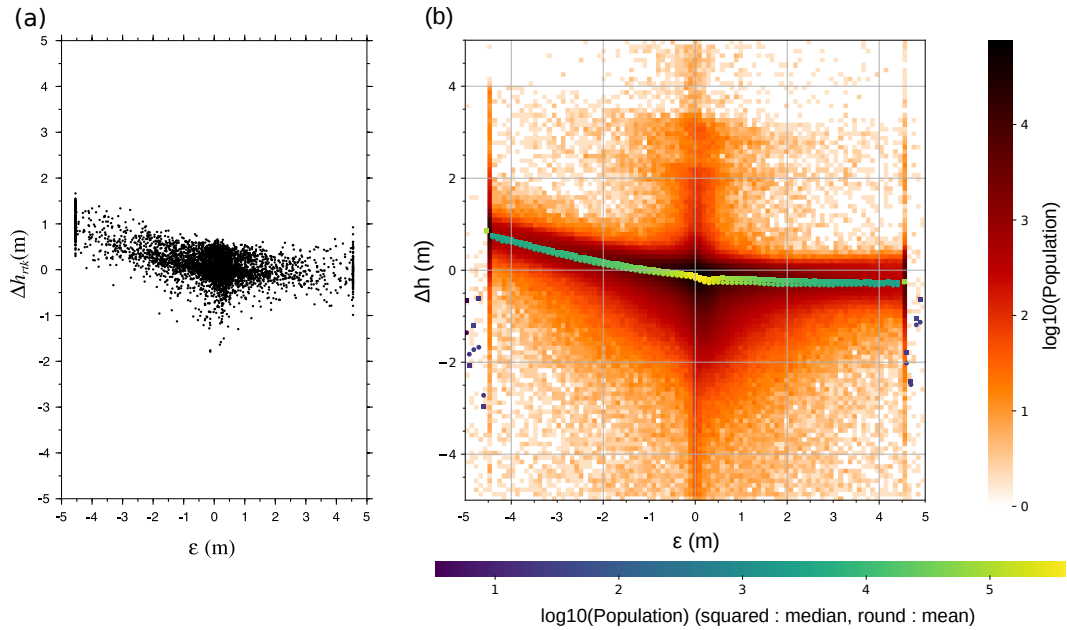 (a)
5
4
3
2
1
0
-1
-2
-3
-4
-5
Δh_rtk(m)
-5 -4 -3 -2 -1 0 1 2 3 4 5
ε (m)
(b)
4
2
0
−2
−4
Δh (m)
-5 -4 -3 -2 -1 0 1 2 3 4 5
ε (m)
4
3
2
1
0
log10(Population)
1 2 3 4 5
log10(Population) (squared : median, round : mean)